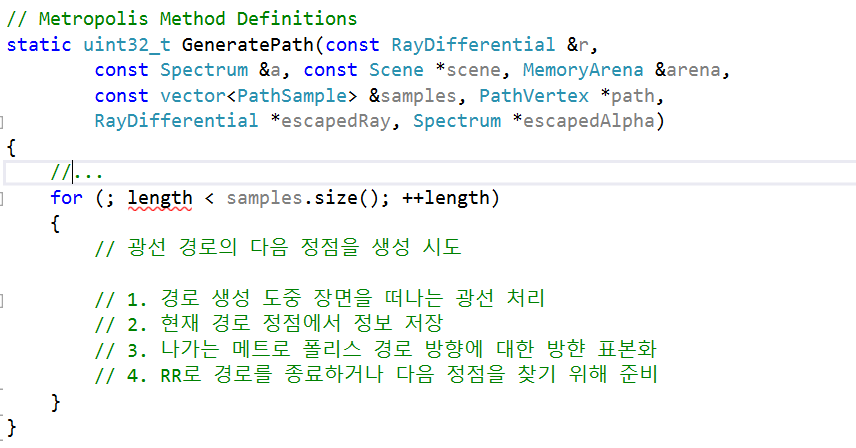 // Metropolis Method Definitions
static uint32_t GeneratePath(const RayDifferential &r,
const Spectrum &a, const Scene *scene, MemoryArena &arena,
const vector<PathSample> &samples, PathVertex *path,
RayDifferential *escapedRay, Spectrum *escapedAlpha)
{
//...
for (; length < samples.size(); ++length)
{
// 광선 경로의 다음 정점을 생성 시도
// 1. 경로 생성 도중 장면을 떠나는 광선 처리
// 2. 현재 경로 정점에서 정보 저장
// 3. 나가는 메트로 폴리스 경로 방향에 대한 방햔 표본화
// 4. RR로 경로를 종료하거나 다음 정점을 찾기 위해 준비
}
}